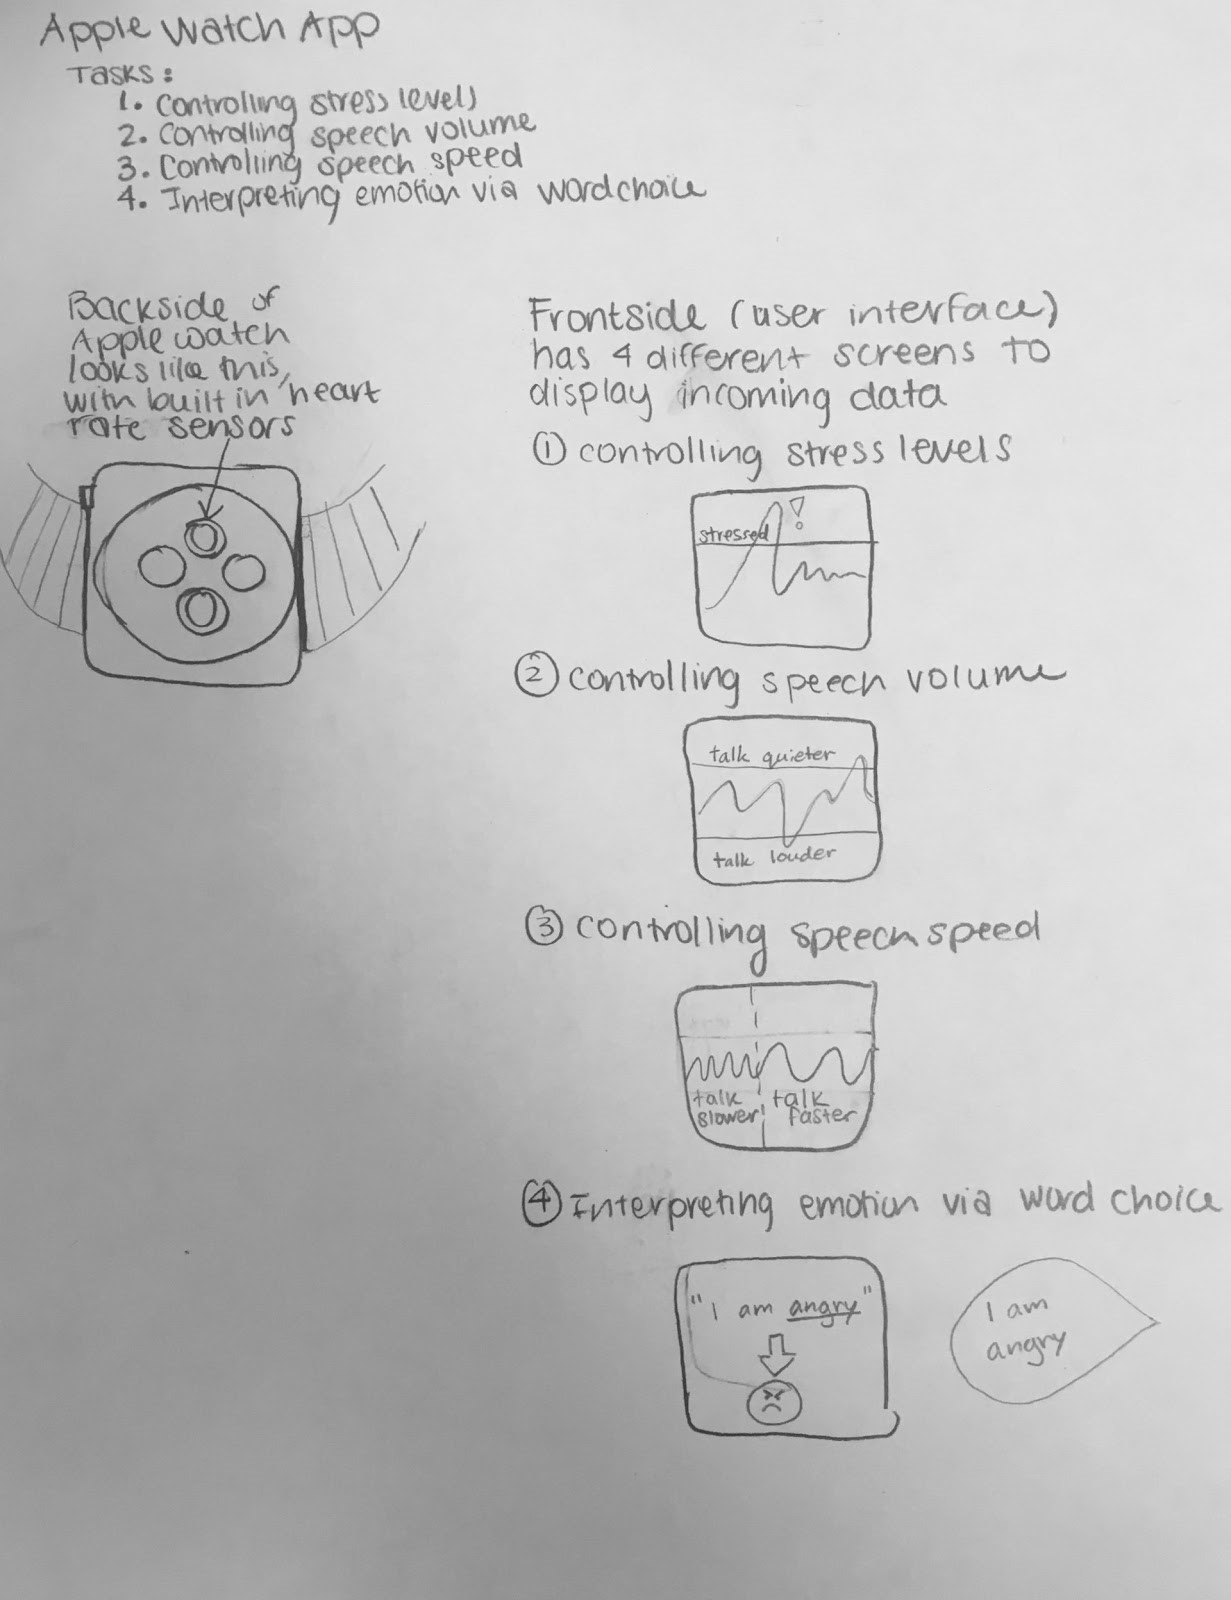 Apple Watch App
Tasks:
1. Controlling stress levels
2. Controlling speech volume
3. Controlling speech speed
4. Interpreting emotion via word choice
Backside of
Apple watch
looks like this,
with built in heart
rate sensors
Frontside (user interface)
has 4 different screens to
display incoming data
① controlling stress levels
stressed !
② controlling speech volume
talk quieter
talk louder
③ controlling speech speed
talk slower! talk faster
④ Interpreting emotion via word choice
"I am angry"
I am
angry